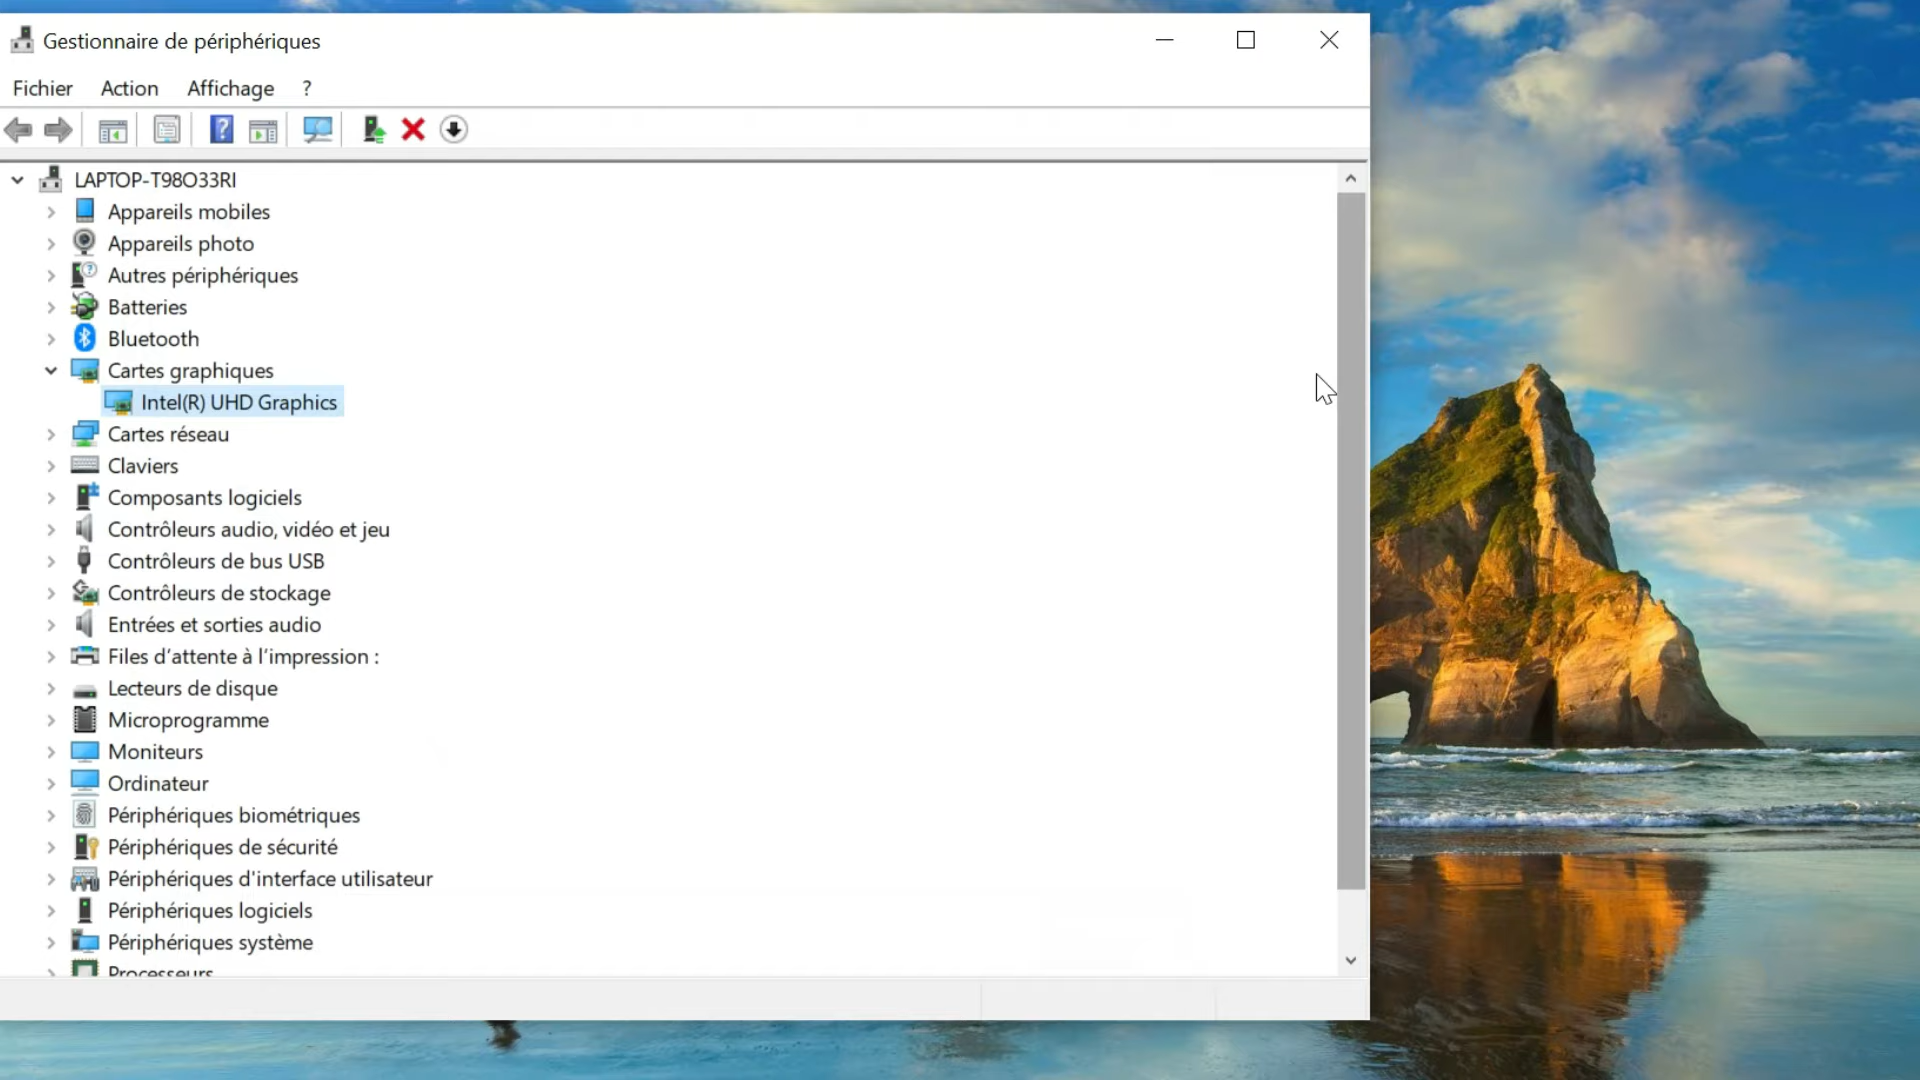 Gestionnaire de périphériques
Fichier Action Affichage ?
LAPTOP-T98O33RI
Appareils mobiles
Appareils photo
Autres périphériques
Batteries
Bluetooth
Cartes graphiques
Intel(R) UHD Graphics
Cartes réseau
Claviers
Composants logiciels
Contrôleurs audio, vidéo et jeu
Contrôleurs de bus USB
Contrôleurs de stockage
Entrées et sorties audio
Files d'attente à l'impression :
Lecteurs de disque
Microprogramme
Moniteurs
Ordinateur
Périphériques biométriques
Périphériques de sécurité
Périphériques d'interface utilisateur
Périphériques logiciels
Périphériques système
Processeurs